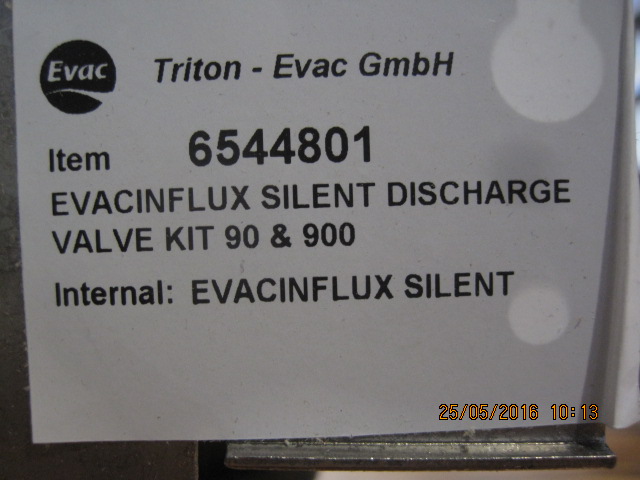 Evac
Triton - Evac GmbH
Item 6544801
EVACINFLUX SILENT DISCHARGE
VALVE KIT 90 & 900
Internal: EVACINFLUX SILENT
25/05/2016 10:13